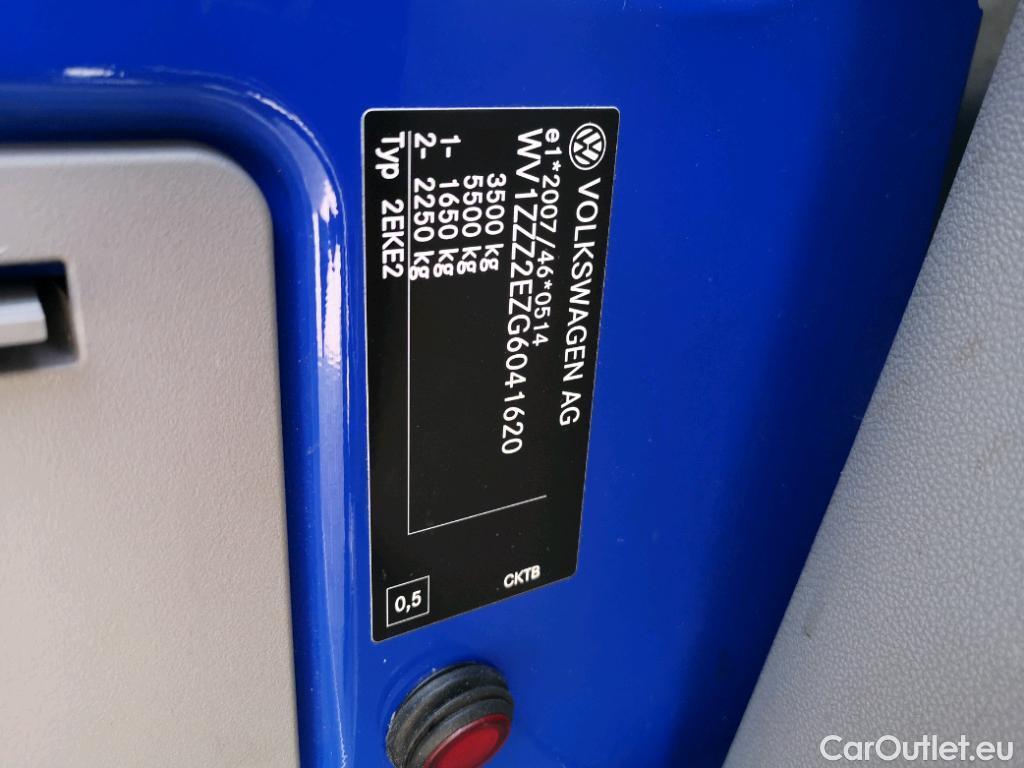 VOLKSWAGEN AG
e1*2007/46*0514
WV1ZZZ2EZG6041620
3500 kg
5500 kg
1- 1650 kg
2- 2250 kg
Typ 2EKE2
CKTB
0,5
CarOutlet.eu